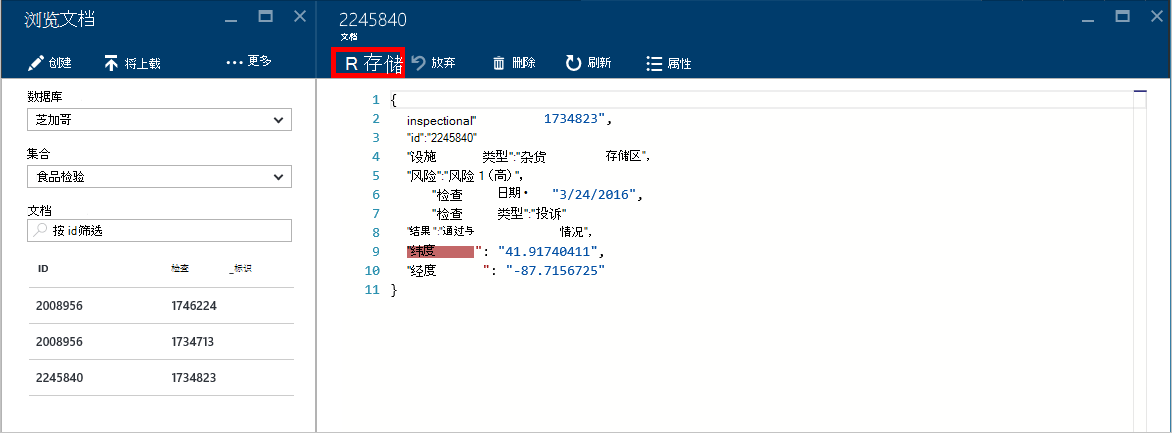 浏览文档
创建 将上载 ··· 更多
数据库
芝加哥
集合
食品检验
文档
按 id筛选
ID 检查 _标识
2008956 1746224
2008956 1734713
2245840 1734823
2245840
文档
R 存储 放弃 删除 刷新 属性
1 {
2 inspectional" 1734823",
3 "id":"2245840"
4 "设施 类型":"杂货 存储区",
5 "风险":"风险 1 (高) ",
6 "检查 日期· "3/24/2016",
7 "检查 类型":"投诉"
8 "结果 ":"通过与 情况",
9 "纬度 ": "41.91740411",
10 "经度 ": "-87.7156725"
11 }